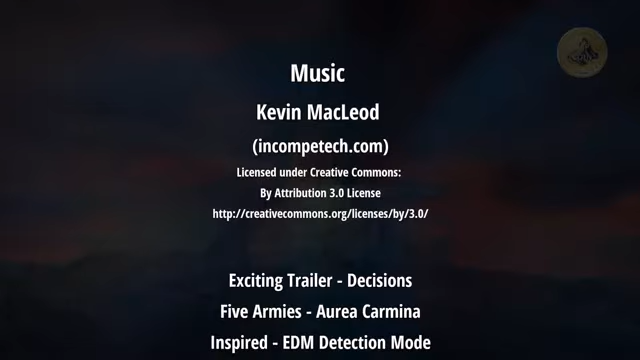 Music
Kevin MacLeod
(incompetech.com)
Licensed under Creative Commons:
By Attribution 3.0 License
http://creativecommons.org/licenses/by/3.0/
Exciting Trailer - Decisions
Five Armies - Aurea Carmina
Inspired - EDM Detection Mode